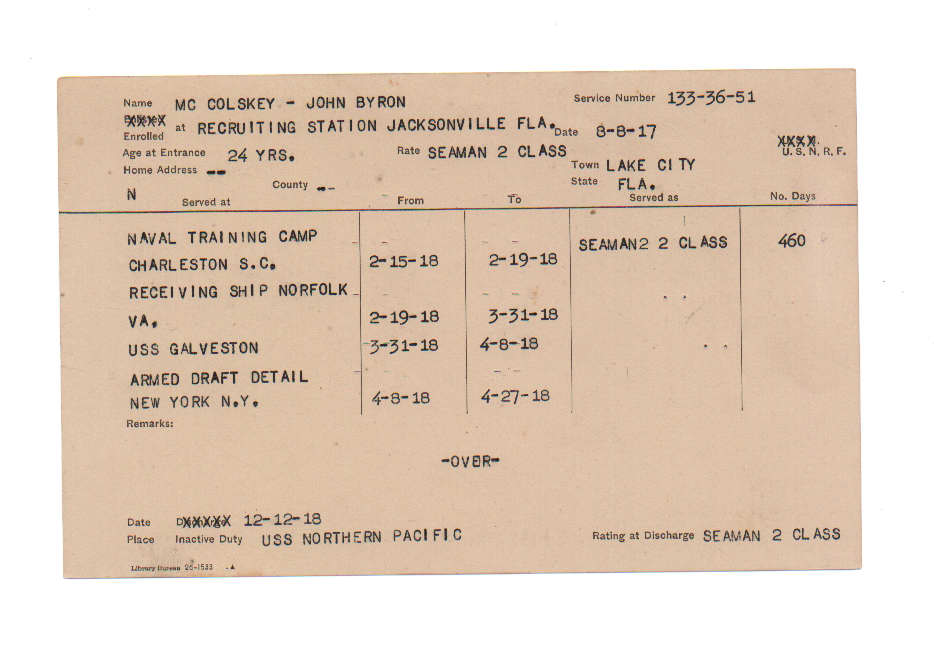 Name MC COLSKEY - JOHN BYRON Service Number 133-36-51
Enrolled at RECRUITING STATION JACKSONVILLE FLA. Date 8-8-17
Age at Entrance 24 YRS. Rate SEAMAN 2 CLASS U. S. N. R. F.
Home Address -- Town LAKE CITY
N County -- State FLA.
Served at From To Served as No. Days
NAVAL TRAINING CAMP - - - - SEAMAN2 2 CLASS 460
CHARLESTON S.C. 2-15-18 2-19-18
RECEIVING SHIP NORFOLK - - - -
VA. 2-19-18 3-31-18
USS GALVESTON -3-31-18 4-8-18
ARMED DRAFT DETAIL - - - -
NEW YORK N.Y. 4-8-18 4-27-18
Remarks:
-OVER-
Date 12-12-18
Place Inactive Duty USS NORTHERN PACIFIC Rating at Discharge SEAMAN 2 CLASS
Library Bureau 26-1533